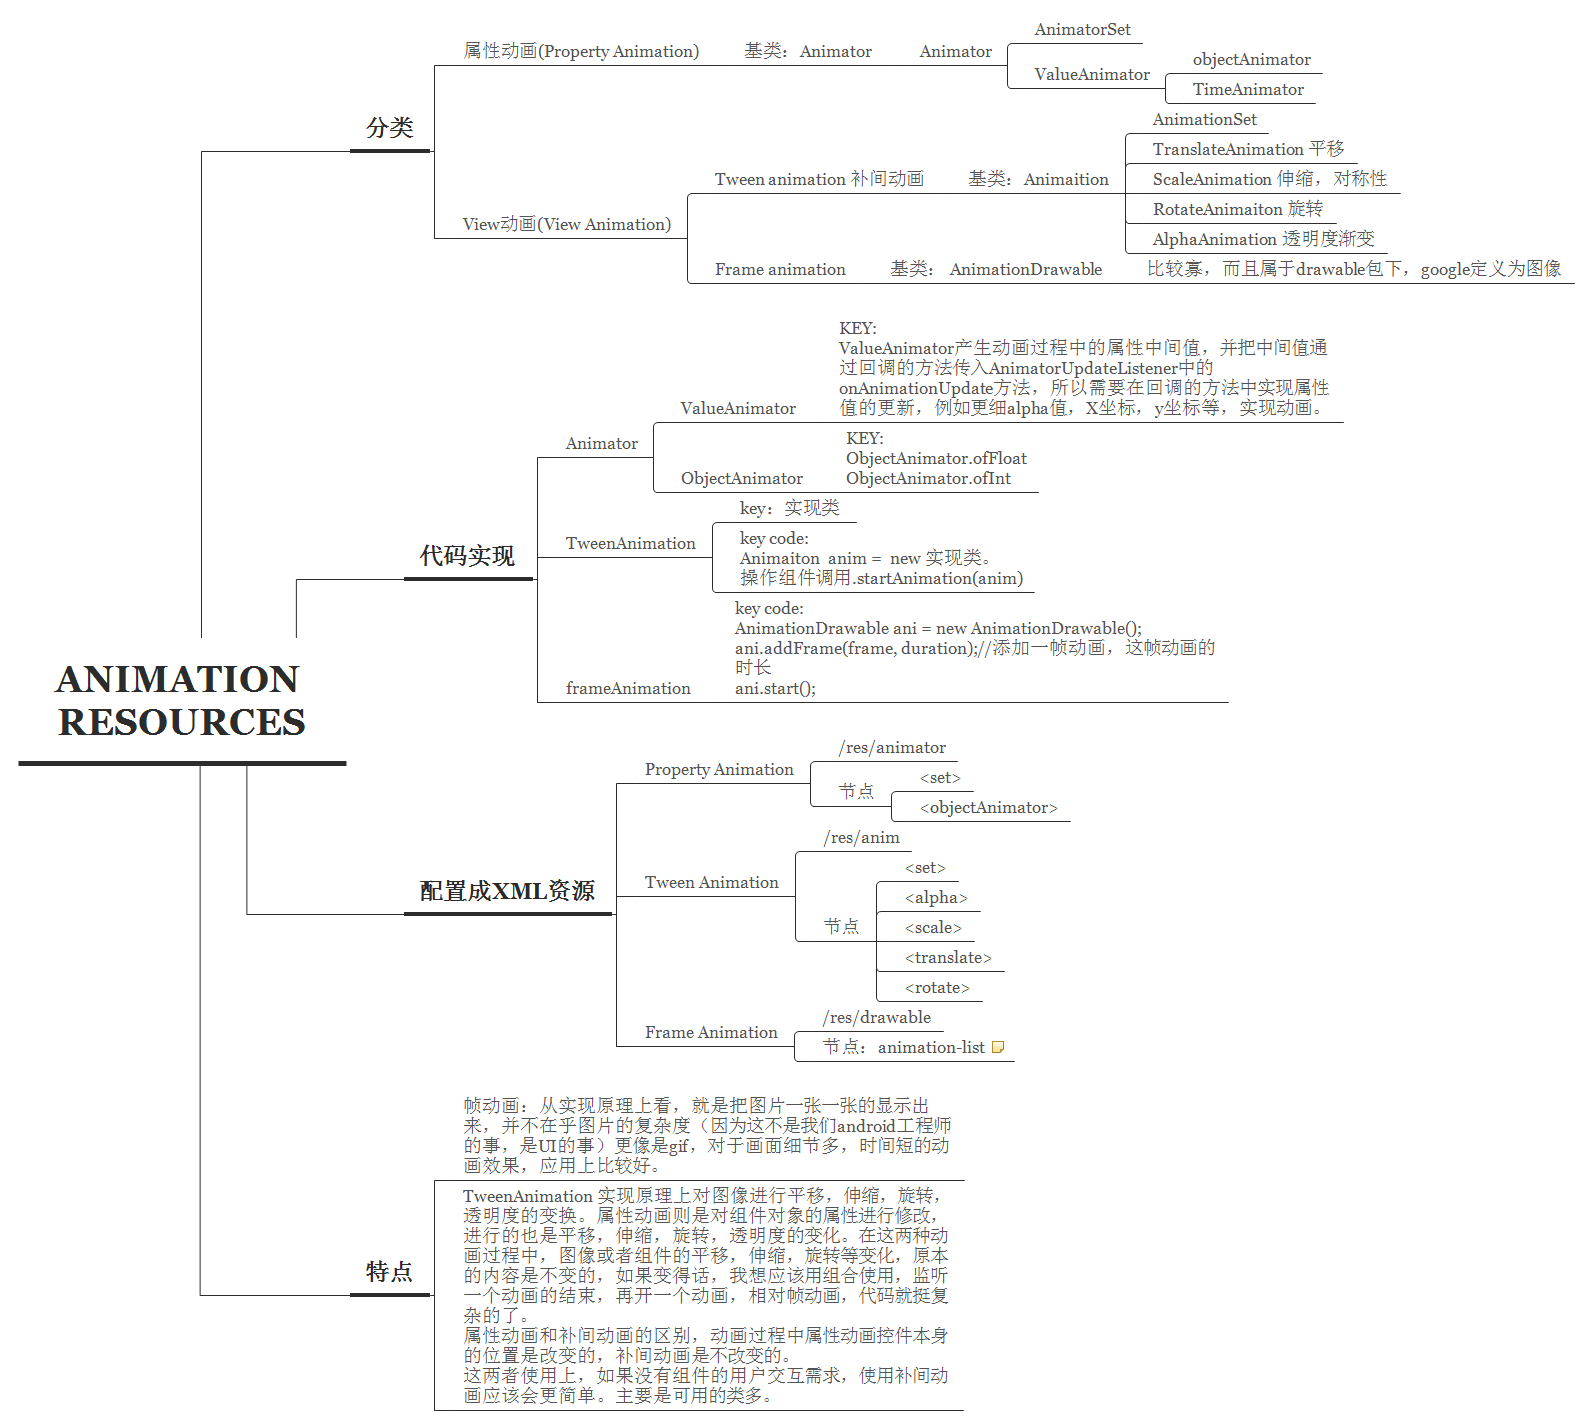 ANIMATION
RESOURCES
分类
属性动画(Property Animation)
基类：Animator
Animator
AnimatorSet
ValueAnimator
objectAnimator
TimeAnimator
View动画(View Animation)
Tween animation 补间动画
基类：Animaition
AnimationSet
TranslateAnimation 平移
ScaleAnimation 伸缩，对称性
RotateAnimaiton 旋转
AlphaAnimation 透明度渐变
Frame animation
基类： AnimationDrawable
比较寡，而且属于drawable包下，google定义为图像
代码实现
Animator
ValueAnimator
KEY:
ValueAnimator产生动画过程中的属性中间值，并把中间值通
过回调的方法传入AnimatorUpdateListener中的
onAnimationUpdate方法，所以需要在回调的方法中实现属性
值的更新，例如更细alpha值，X坐标，y坐标等，实现动画。
ObjectAnimator
KEY:
ObjectAnimator.ofFloat
ObjectAnimator.ofInt
TweenAnimation
key：实现类
key code:
Animaiton  anim =  new 实现类。
操作组件调用.startAnimation(anim)
frameAnimation
key code:
AnimationDrawable ani = new AnimationDrawable();
ani.addFrame(frame, duration);//添加一帧动画，这帧动画的
时长
ani.start();
配置成XML资源
Property Animation
/res/animator
节点
<set>
<objectAnimator>
Tween Animation
/res/anim
节点
<set>
<alpha>
<scale>
<translate>
<rotate>
Frame Animation
/res/drawable
节点：animation-list
特点
帧动画：从实现原理上看，就是把图片一张一张的显示出
来，并不在乎图片的复杂度（因为这不是我们android工程师
的事，是UI的事）更像是gif，对于画面细节多，时间短的动
画效果，应用上比较好。
TweenAnimation 实现原理上对图像进行平移，伸缩，旋转，
透明度的变换。属性动画则是对组件对象的属性进行修改，
进行的也是平移，伸缩，旋转，透明度的变化。在这两种动
画过程中，图像或者组件的平移，伸缩，旋转等变化，原本
的内容是不变的，如果变得话，我想应该用组合使用，监听
一个动画的结束，再开一个动画，相对帧动画，代码就挺复
杂的了。
属性动画和补间动画的区别，动画过程中属性动画控件本身
的位置是改变的，补间动画是不改变的。
这两者使用上，如果没有组件的用户交互需求，使用补间动
画应该会更简单。主要是可用的类多。